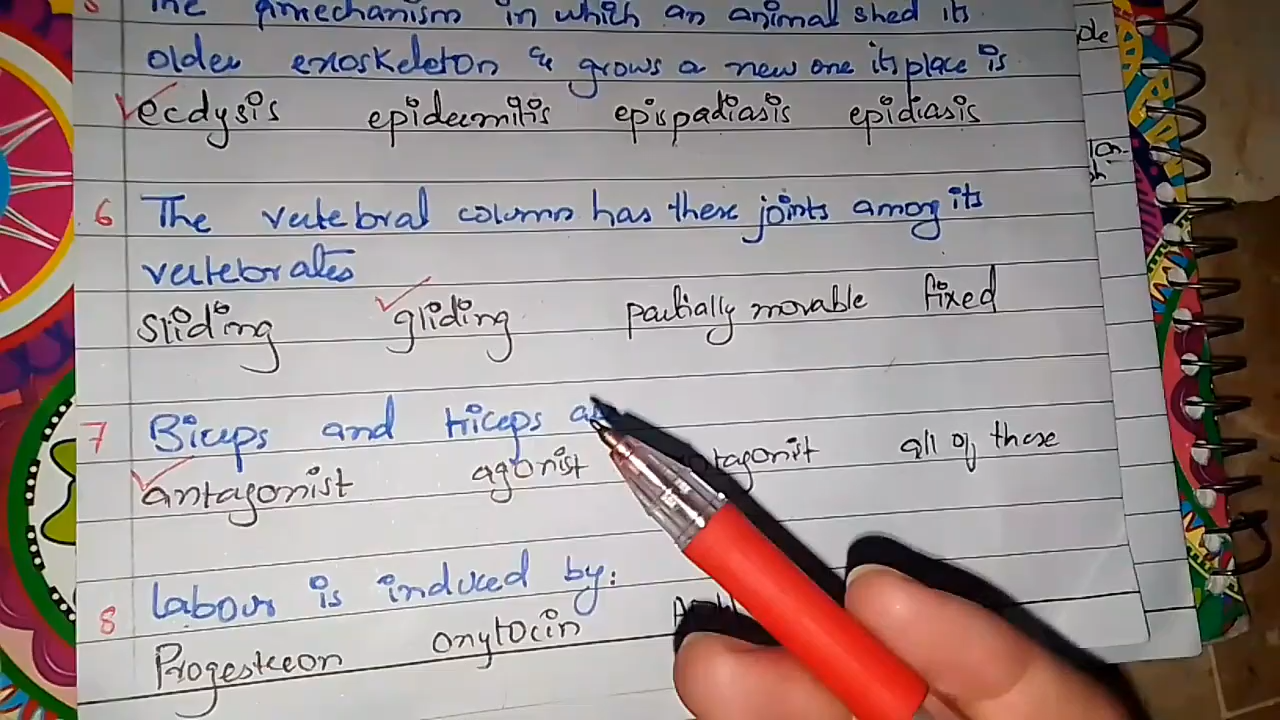 The mechanism in which an animal shed its
older exoskeleton & grows a new one its place is
ecdysis epidermitis epispadiasis epidiasis
6 The vertebral column has these joints among its
vertebrates
sliding gliding partially movable fixed
7 Biceps and triceps are
antagonist agonist all of these
8 Labour is induced by:
Progesteron oxytocin
de